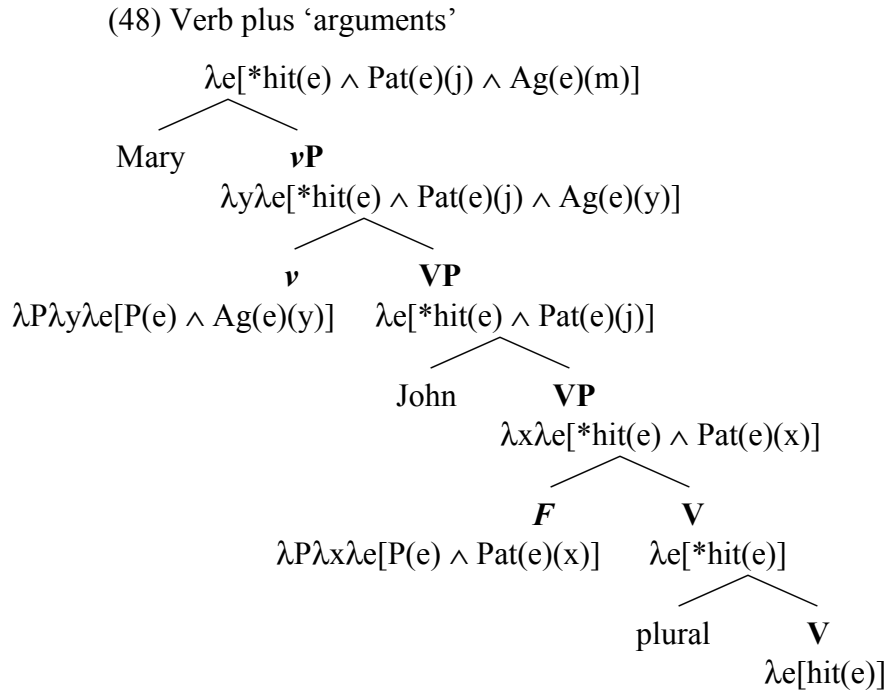 (48) Verb plus ‘arguments’
λe[*hit(e) ∧ Pat(e)(j) ∧ Ag(e)(m)]
Mary vP
λyλe[*hit(e) ∧ Pat(e)(j) ∧ Ag(e)(y)]
v VP
λPλyλe[P(e) ∧ Ag(e)(y)] λe[*hit(e) ∧ Pat(e)(j)]
John VP
λxλe[*hit(e) ∧ Pat(e)(x)]
F V
λPλxλe[P(e) ∧ Pat(e)(x)] λe[*hit(e)]
plural V
λe[hit(e)]